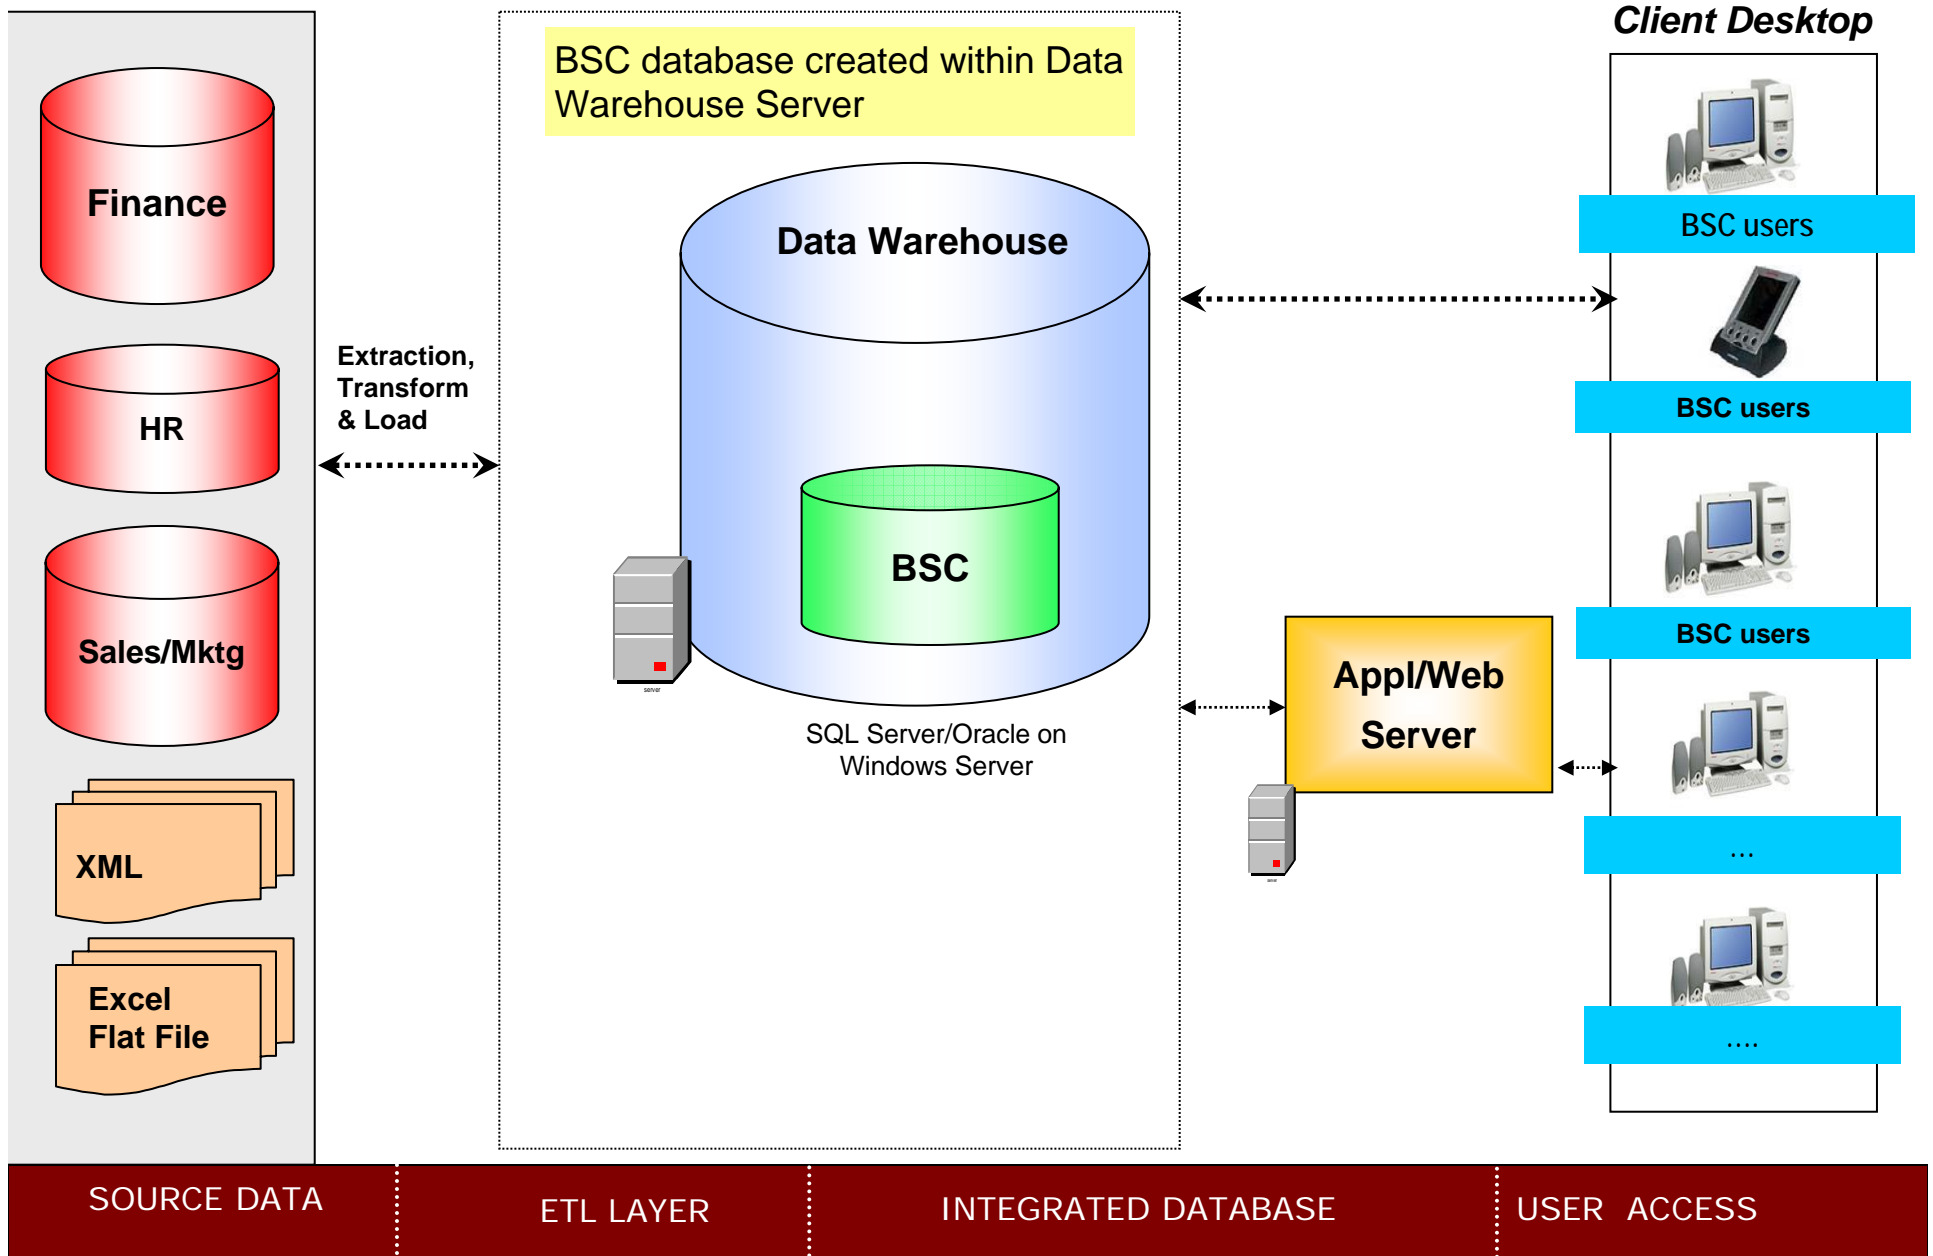 Client Desktop
BSC database created within Data
Warehouse Server
Finance
Data Warehouse
BSC users
Extraction,
Transform
& Load
HR
BSC users
BSC
Sales/Mktg
BSC users
server
Appl/Web
Server
SQL Server/Oracle on
Windows Server
XML
...
server
Excel
Flat File
....
SOURCE DATA
ETL LAYER
INTEGRATED DATABASE
USER ACCESS